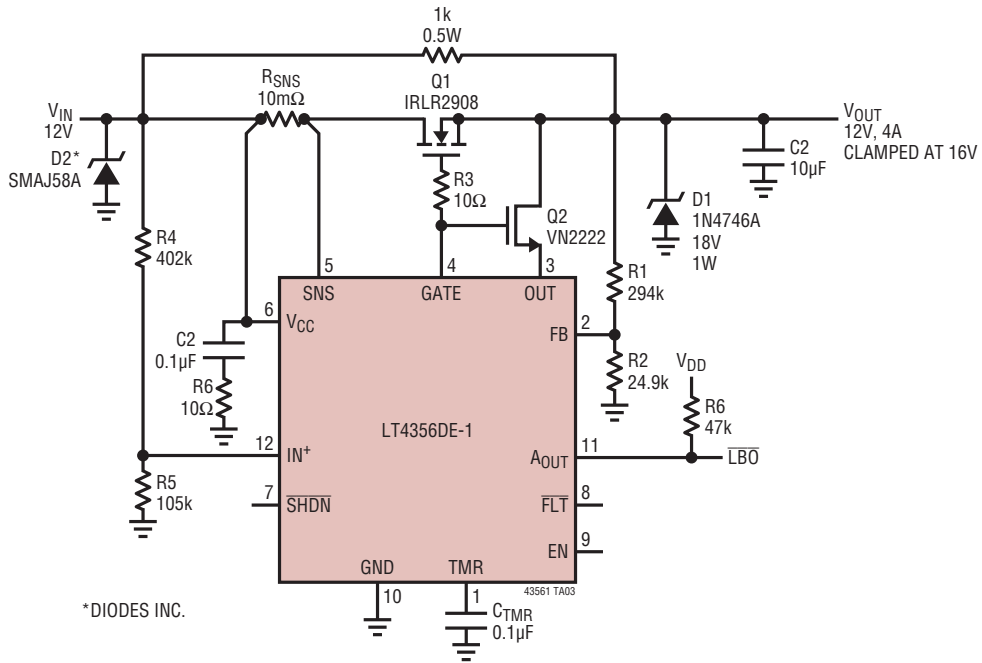 1k
0.5W
RSNS
10mΩ
Q1
IRLR2908
VIN
12V
VOUT
12V, 4A
CLAMPED AT 16V
D2*
SMAJ58A
C2
10µF
R3
10Ω
D1
1N4746A
18V
1W
Q2
VN2222
R4
402k
5
4
3
SNS
GATE
OUT
R1
294k
6
VCC
2
FB
C2
0.1µF
R2
24.9k
VDD
R6
10Ω
R6
47k
LT4356DE-1
12
IN+
11
AOUT
LBO
R5
105k
7
SHDN
8
FLT
9
EN
GND
TMR
43561 TA03
10
1
CTMR
0.1µF
*DIODES INC.